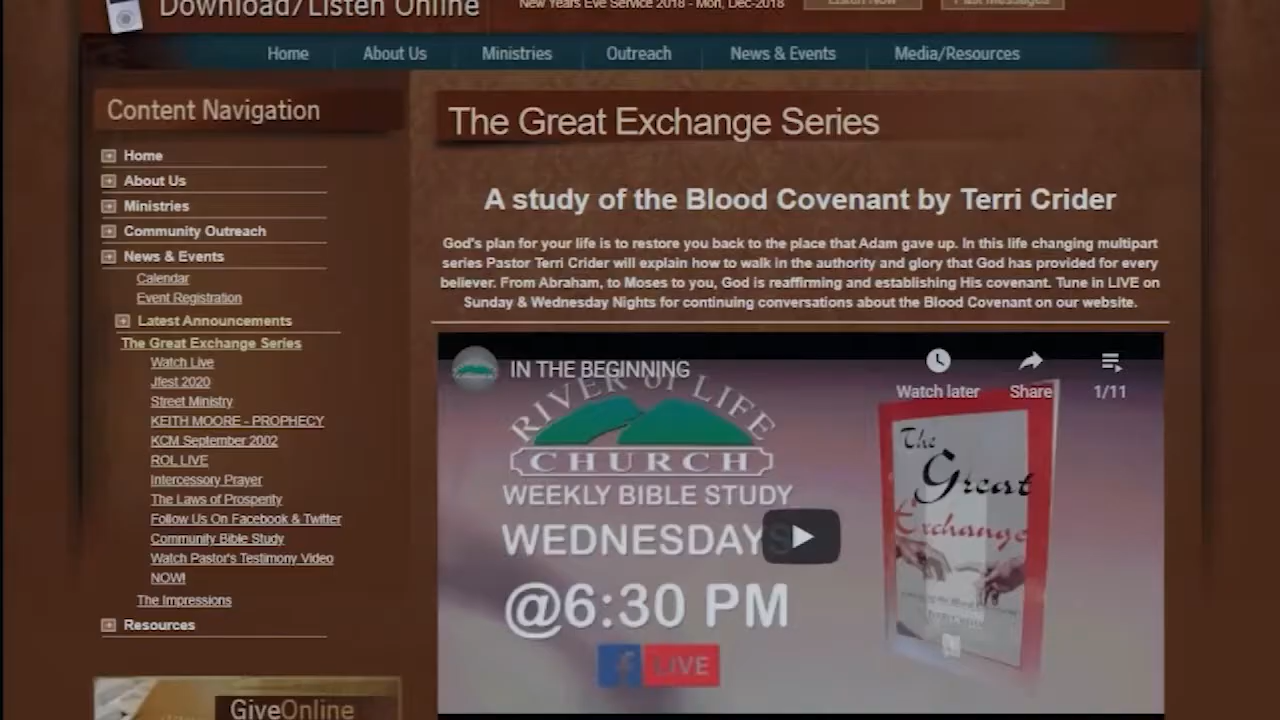 Download/Listen Online
New Years Eve Service 2018 - Mon, Dec-2018
Listen Now
Past Messages
Home
About Us
Ministries
Outreach
News & Events
Media/Resources
Content Navigation
Home
About Us
Ministries
Community Outreach
News & Events
Calendar
Event Registration
Latest Announcements
The Great Exchange Series
Watch Live
Jfest 2020
Street Ministry
KEITH MOORE - PROPHECY
KCM September 2002
ROL LIVE
Intercessory Prayer
The Laws of Prosperity
Follow Us On Facebook & Twitter
Community Bible Study
Watch Pastor's Testimony Video
NOW!
The Impressions
Resources
GiveOnline
The Great Exchange Series
A study of the Blood Covenant by Terri Crider
God's plan for your life is to restore you back to the place that Adam gave up. In this life changing multipart
series Pastor Terri Crider will explain how to walk in the authority and glory that God has provided for every
believer. From Abraham, to Moses to you, God is reaffirming and establishing His covenant. Tune in LIVE on
Sunday & Wednesday Nights for continuing conversations about the Blood Covenant on our website.
IN THE BEGINNING
Watch later
Share
1/11
RIVER OF LIFE
CHURCH
WEEKLY BIBLE STUDY
WEDNESDAYS
@6:30 PM
f LIVE
The
Great
Exchange